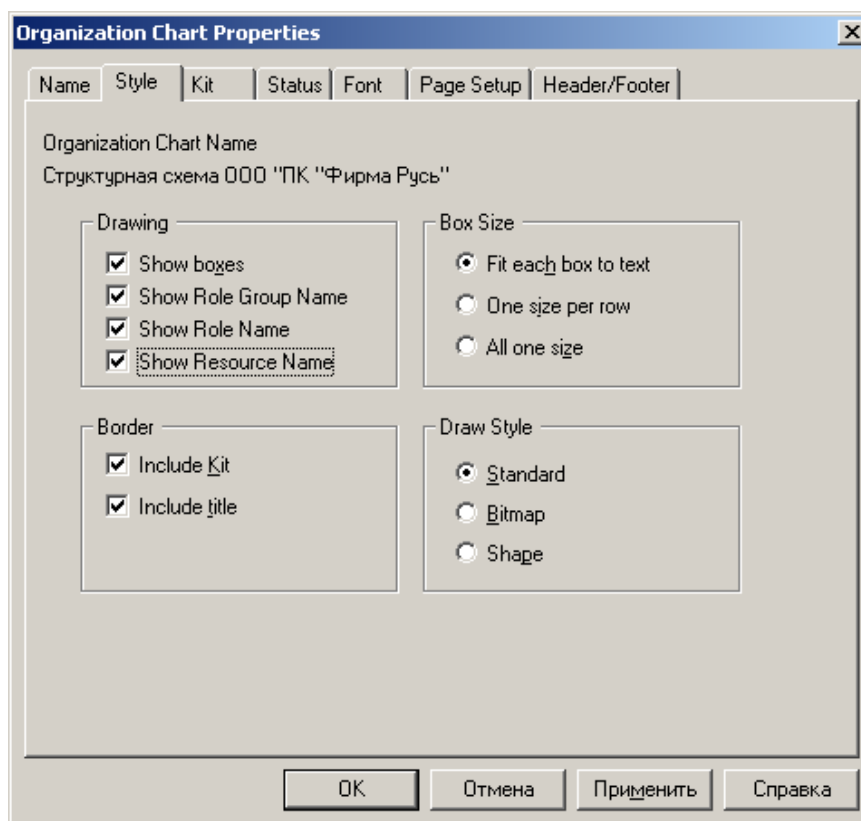 Organization Chart Properties
Name Style Kit Status Font Page Setup Header/Footer
Organization Chart Name
Структурная схема ООО "ПК "Фирма Русь"
Drawing
Show boxes
Show Role Group Name
Show Role Name
Show Resource Name
Box Size
Fit each box to text
One size per row
All one size
Border
Include Kit
Include title
Draw Style
Standard
Bitmap
Shape
OK Отмена Применить Справка